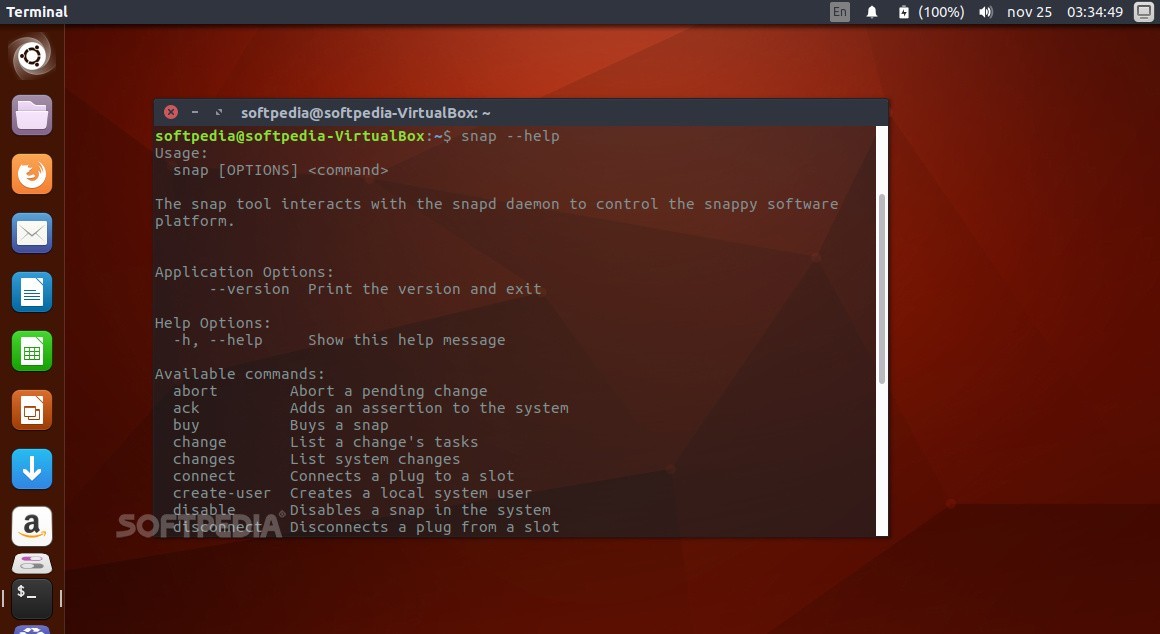 Terminal
En
(100%)
nov 25
03:34:49
softpedia@softpedia-VirtualBox: ~
softpedia@softpedia-VirtualBox:~$ snap --help
Usage:
snap [OPTIONS] <command>
The snap tool interacts with the snapd daemon to control the snappy software
platform.
Application Options:
--version Print the version and exit
Help Options:
-h, --help Show this help message
Available commands:
abort Abort a pending change
ack Adds an assertion to the system
buy Buys a snap
change List a change's tasks
changes List system changes
connect Connects a plug to a slot
create-user Creates a local system user
disable Disables a snap in the system
disconnect Disconnects a plug from a slot
SOFTPEDIA®
a
$_